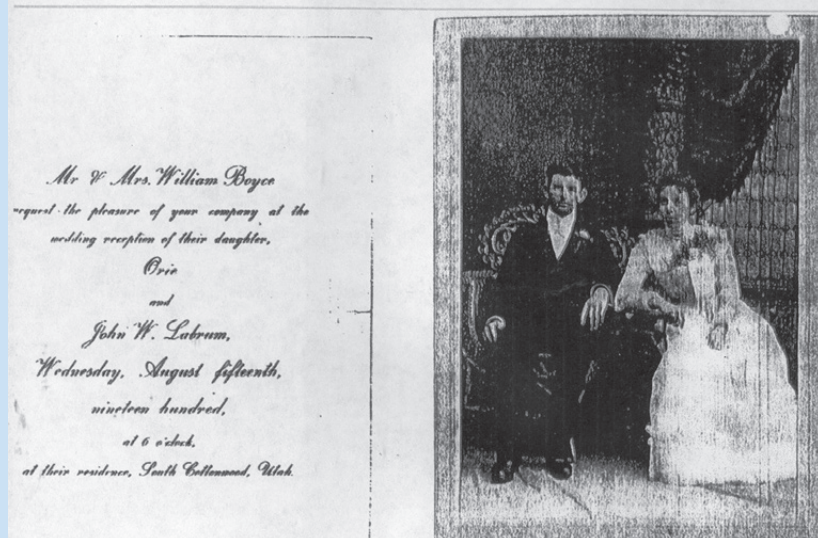 Mr & Mrs. William Boyce
request the pleasure of your company at the
wedding reception of their daughter,
Orie
and
John W. Labrum,
Wednesday, August fifteenth,
nineteen hundred,
at 6 o'clock,
at their residence, South Cottonwood, Utah.